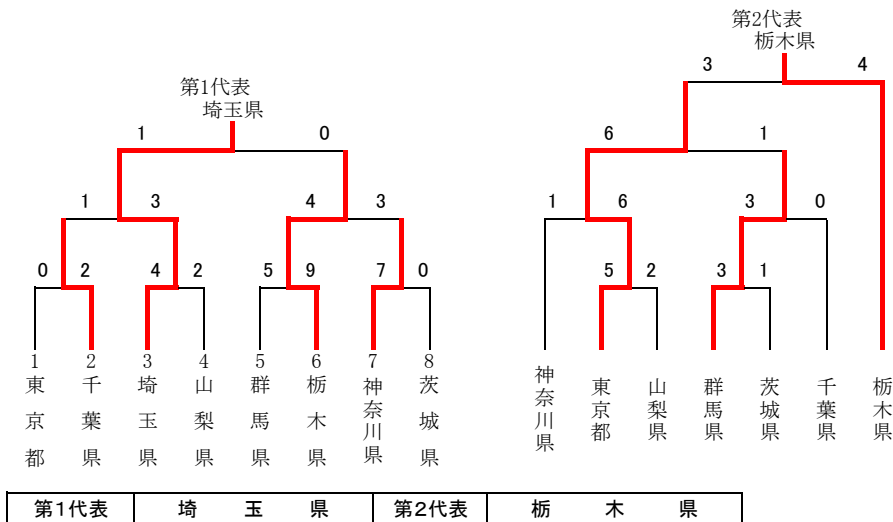 第2代表
栃木県
3 4
第1代表
埼玉県
1 0
6 1
1 3 4 3
1 6 3 0
0 2 4 2 5 9 7 0
5 2 3 1
1 2 3 4 5 6 7 8
東京都 千葉県 埼玉県 山梨県 群馬県 栃木県 神奈川県 茨城県
神奈川県 東京都 山梨県 群馬県 茨城県 千葉県 栃木県
第1代表 埼玉県 第2代表 栃木県